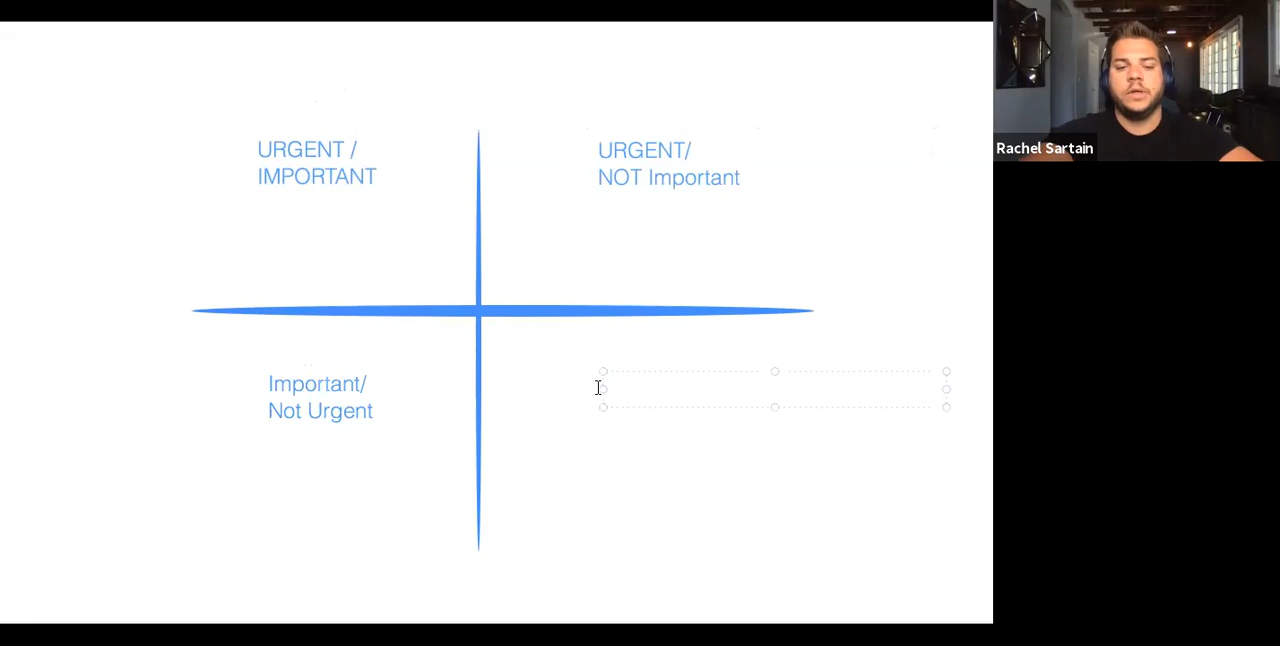 URGENT /
IMPORTANT
URGENT/
NOT Important
Important/
Not Urgent
Rachel Sartain